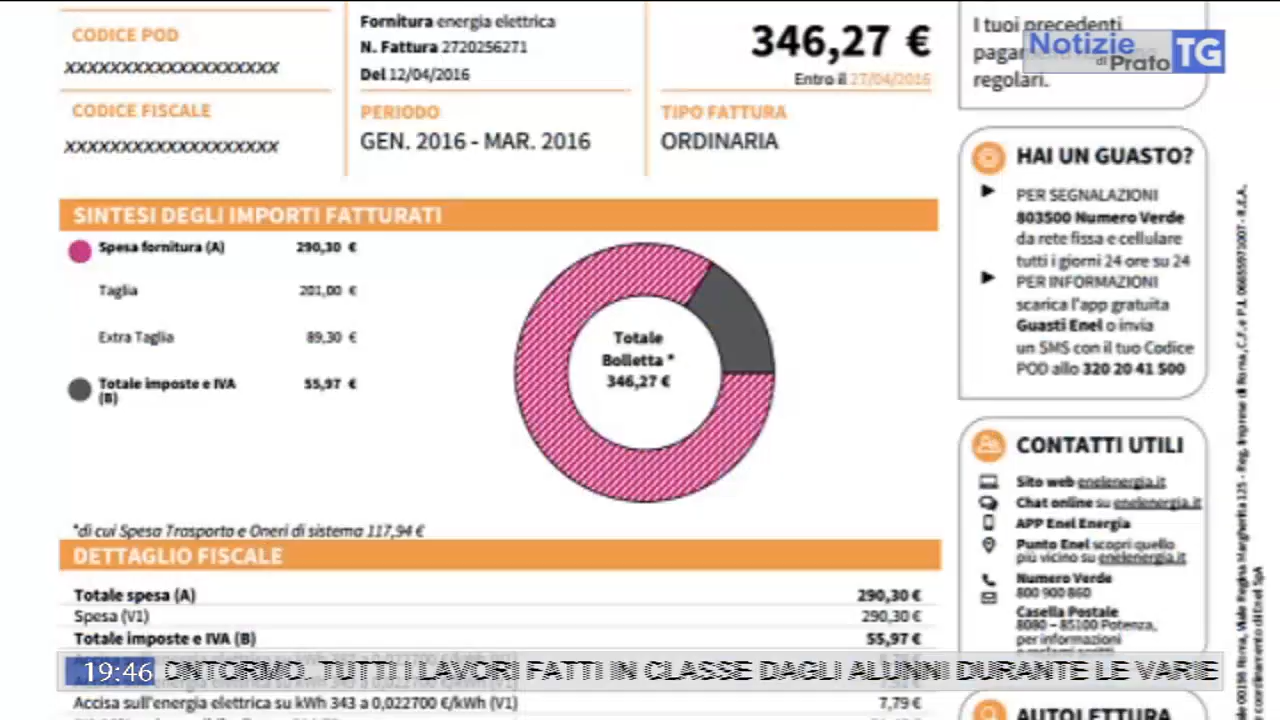 CODICE POD
XXXXXXXXXXXXXXXXXXX
CODICE FISCALE
XXXXXXXXXXXXXXXXXXX
Fornitura energia elettrica
N. Fattura 2720256271
Del 12/04/2016
PERIODO
GEN. 2016 - MAR. 2016
346,27 €
Entro il 27/04/2016
TIPO FATTURA
ORDINARIA
I tuoi precedenti
regolari.
Notizie
di Prato
TG
SINTESI DEGLI IMPORTI FATTURATI
Spesa fornitura (A) 290,30 €
Taglia 201,00 €
Extra Taglia 89,30 €
Totale imposte e IVA 55,97 €
(B)
Totale
Bolletta *
346,27 €
*di cui Spesa Trasporto e Oneri di sistema 117,94 €
DETTAGLIO FISCALE
Totale spesa (A) 290,30 €
Spesa (V1) 290,30 €
Totale imposte e IVA (B) 55,97 €
Accisa sull'energia elettrica su kWh 343 a 0,022700 €/kWh (V1) 7,79 €
HAI UN GUASTO?
PER SEGNALAZIONI
803500 Numero Verde
da rete fissa e cellulare
tutti i giorni 24 ore su 24
PER INFORMAZIONI
scarica l'app gratuita
Guasti Enel o invia
un SMS con il tuo Codice
POD allo 320 20 41 500
CONTATTI UTILI
Sito web enelenergia.it
Chat online su enelenergia.it
APP Enel Energia
Punto Enel scopri quello
più vicino su enelenergia.it
Numero Verde
800 900 860
Casella Postale
8080 – 85100 Potenza,
per informazioni
AUTOLETTURA
19:46 ONTORMO. TUTTI I LAVORI FATTI IN CLASSE DAGLI ALUNNI DURANTE LE VARIE